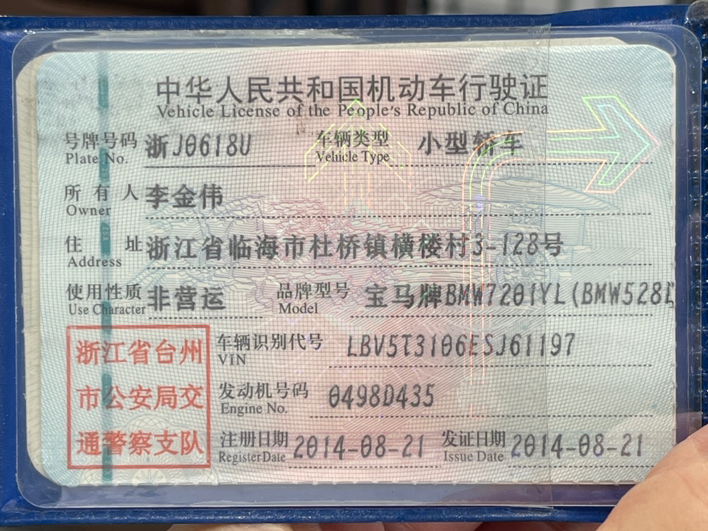 中华人民共和国机动车行驶证
Vehicle License of the People's Republic of China
号牌号码 浙J0618U 车辆类型 小型轿车
Plate No. Vehicle Type
所有人 李金伟
Owner
住址 浙江省临海市杜桥镇横楼村3-128号
Address
使用性质 非营运 品牌型号 宝马牌BMW7201YL(BMW528L
Use Character Model
浙江省台州
市公安局交
通警察支队
车辆识别代号 LBV5T3106ESJ61197
VIN
发动机号码 0498D435
Engine No.
注册日期 2014-08-21 发证日期 2014-08-21
Register Date Issue Date